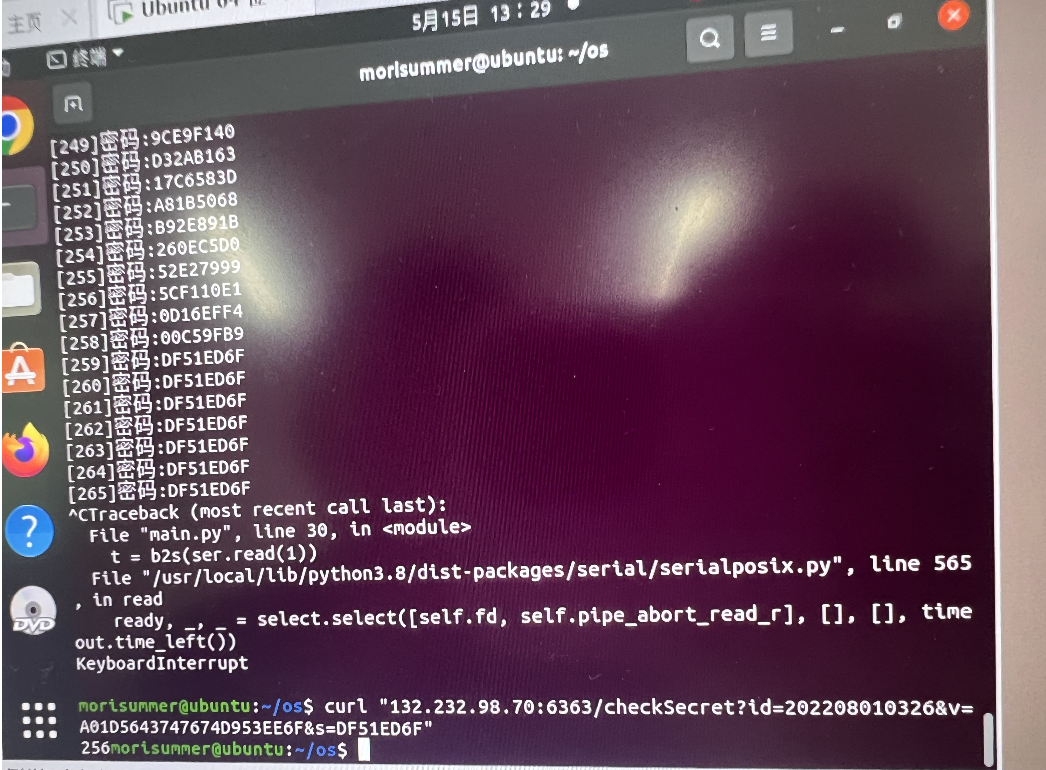 主页
Ubuntu 64 位
5月15日 13：29
终端
morisummer@ubuntu: ~/os
[249]密码:9CE9F140
[250]密码:D32AB163
[251]密码:17C6583D
[252]密码:A81B5068
[253]密码:B92E891B
[254]密码:260EC5D0
[255]密码:52E27999
[256]密码:5CF110E1
[257]密码:0D16EFF4
[258]密码:00C59FB9
[259]密码:DF51ED6F
[260]密码:DF51ED6F
[261]密码:DF51ED6F
[262]密码:DF51ED6F
[263]密码:DF51ED6F
[264]密码:DF51ED6F
[265]密码:DF51ED6F
^CTraceback (most recent call last):
File "main.py", line 30, in <module>
t = b2s(ser.read(1))
File "/usr/local/lib/python3.8/dist-packages/serial/serialposix.py", line 565
, in read
ready, _, _ = select.select([self.fd, self.pipe_abort_read_r], [], [], time
out.time_left())
KeyboardInterrupt
morisummer@ubuntu:~/os$ curl "132.232.98.70:6363/checkSecret?id=202208010326&v=
A01D5643747674D953EE6F&s=DF51ED6F"
256morisummer@ubuntu:~/os$
DVD